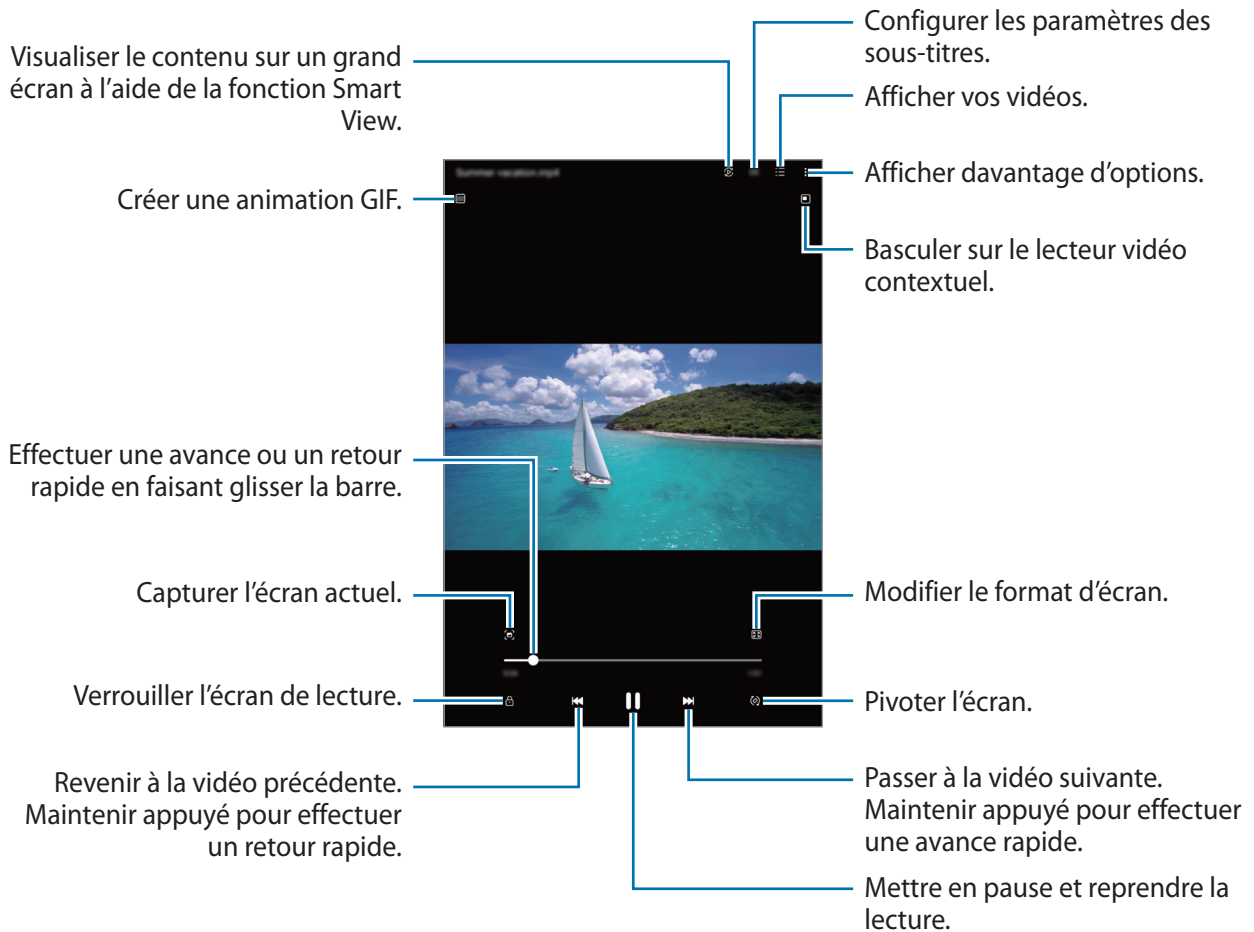 Configurer les paramètres des
sous-titres.
Visualiser le contenu sur un grand
écran à l'aide de la fonction Smart
View.
Afficher vos vidéos.
Summer vacation.mp4
Afficher davantage d'options.
Créer une animation GIF.
Basculer sur le lecteur vidéo
contextuel.
Effectuer une avance ou un retour
rapide en faisant glisser la barre.
Capturer l'écran actuel.
Modifier le format d'écran.
Verrouiller l'écran de lecture.
Pivoter l'écran.
Revenir à la vidéo précédente.
Maintenir appuyé pour effectuer
un retour rapide.
Passer à la vidéo suivante.
Maintenir appuyé pour effectuer
une avance rapide.
Mettre en pause et reprendre la
lecture.